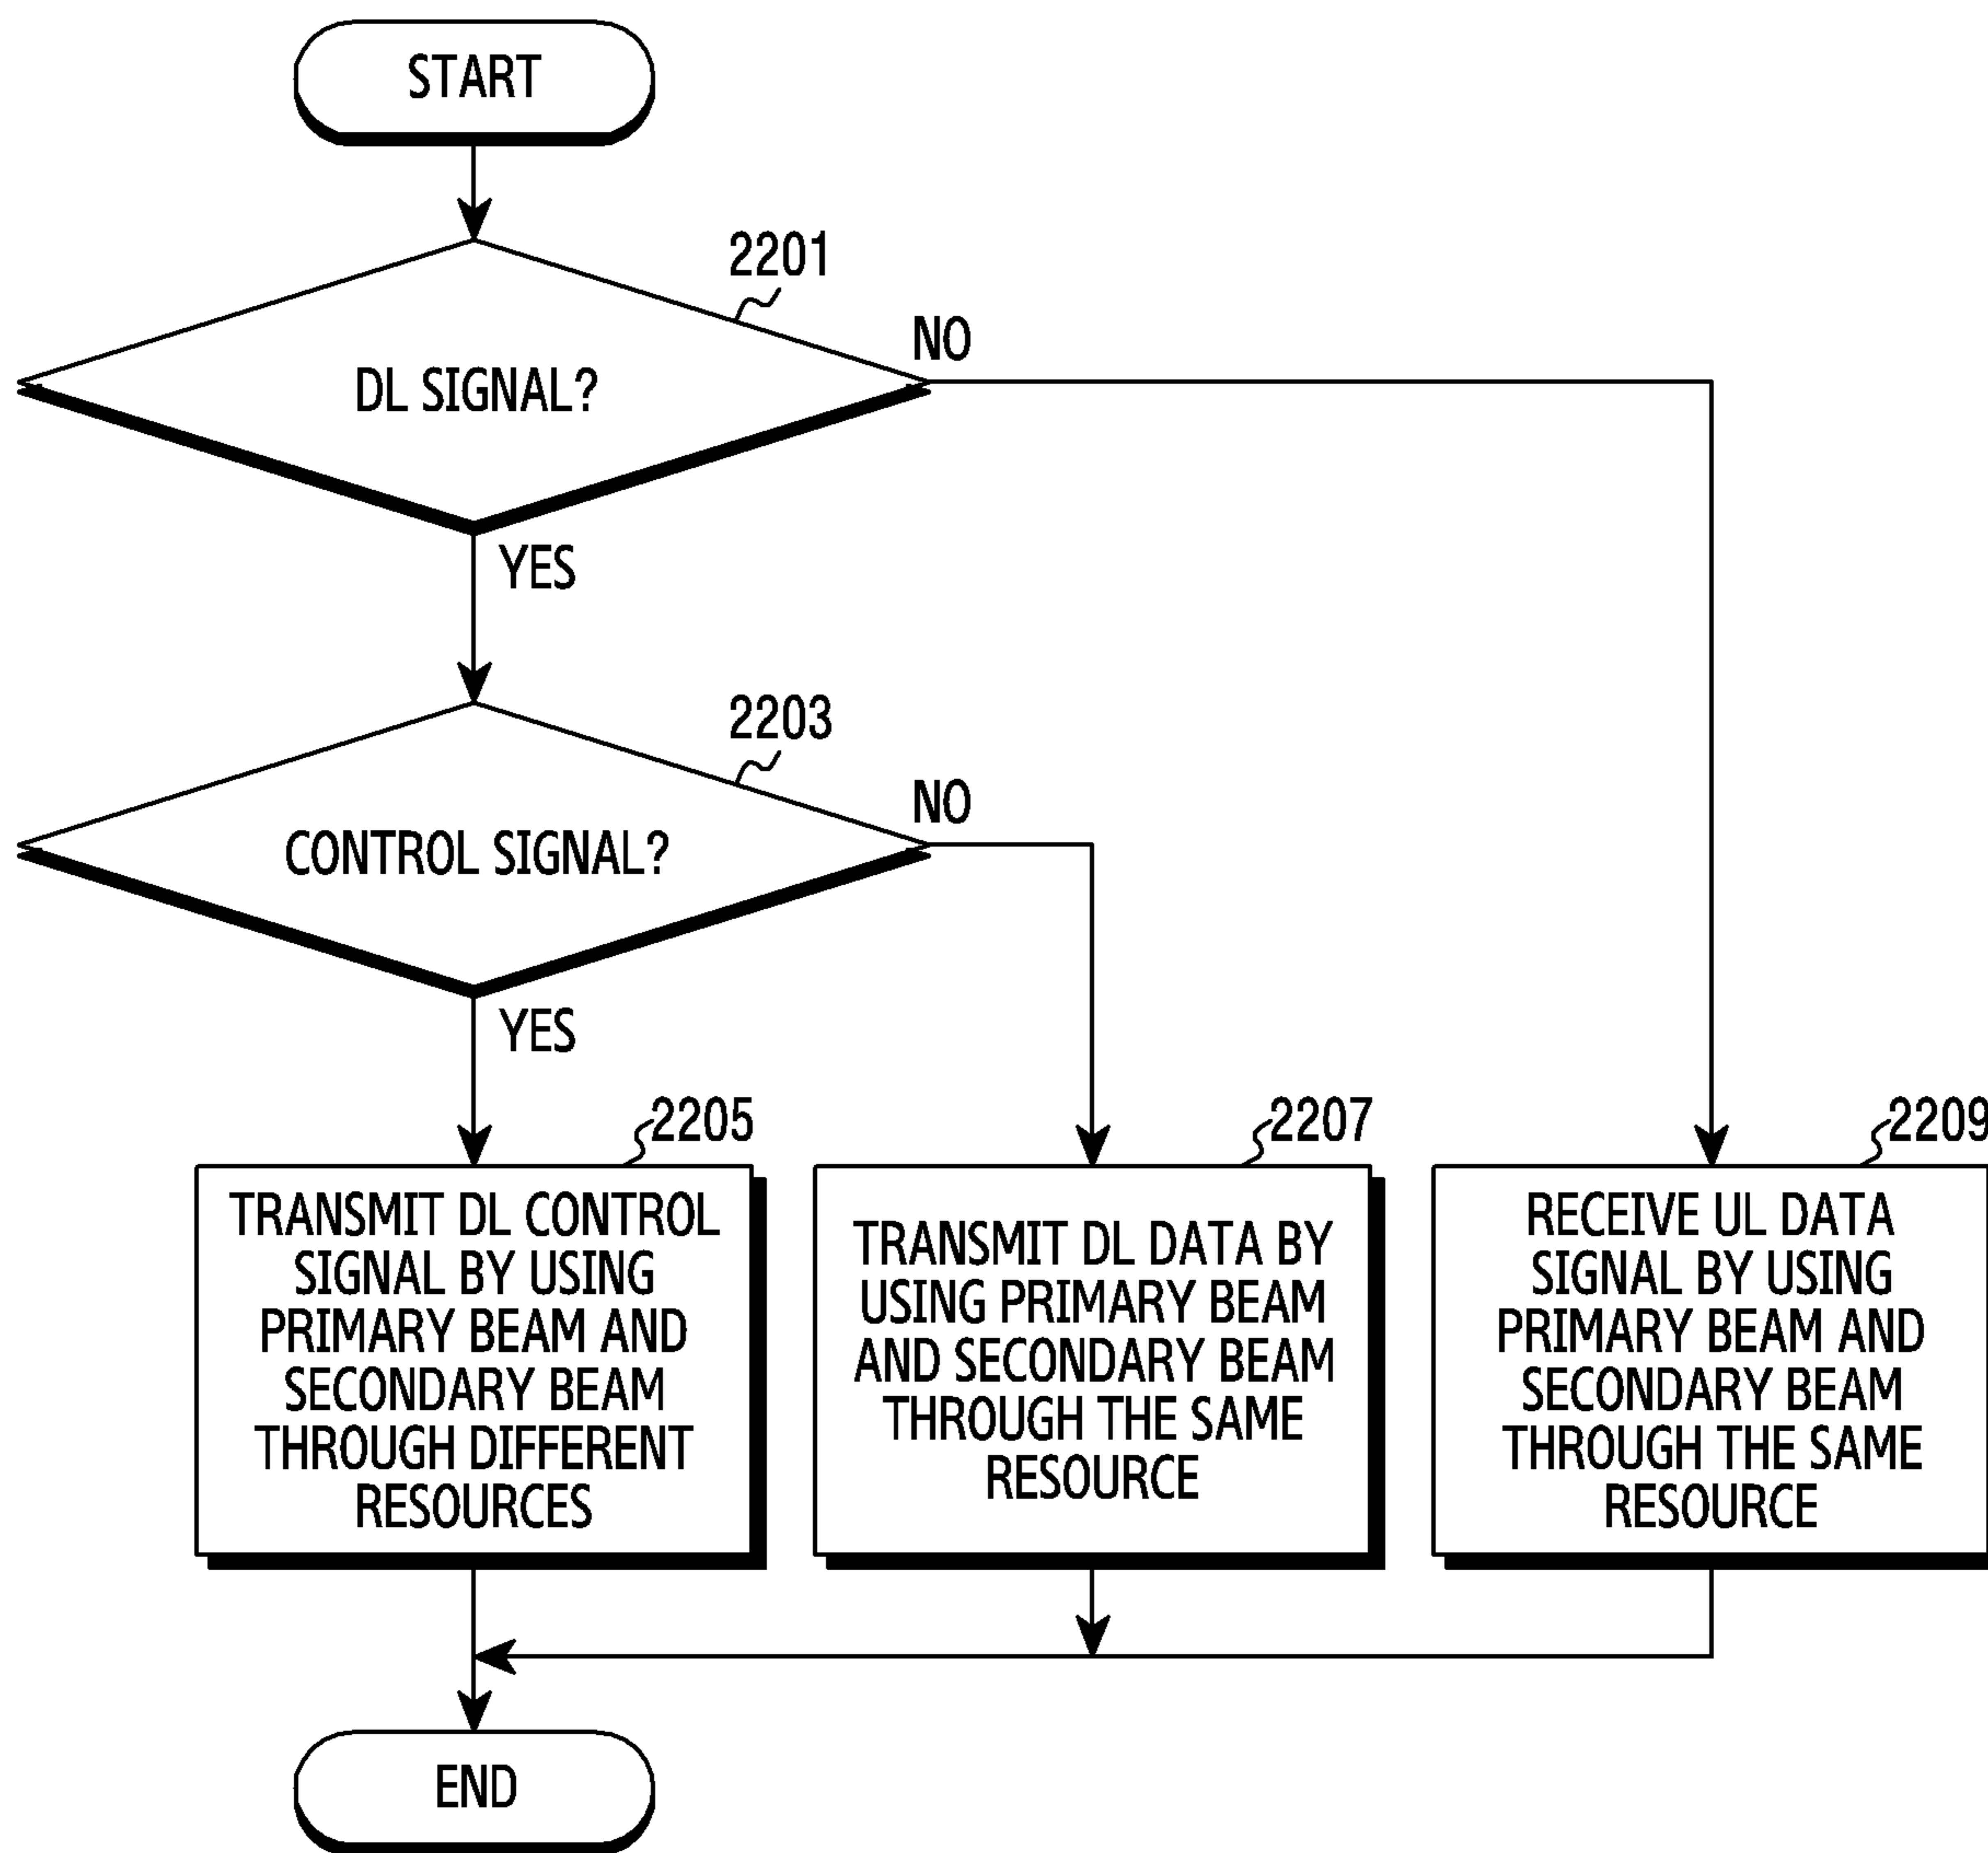 START
2201
NO
DL SIGNAL?
YES
2203
NO
CONTROL SIGNAL?
YES
2205
TRANSMIT DL CONTROL
SIGNAL BY USING
PRIMARY BEAM AND
SECONDARY BEAM
THROUGH DIFFERENT
RESOURCES
2207
TRANSMIT DL DATA BY
USING PRIMARY BEAM
AND SECONDARY BEAM
THROUGH THE SAME
RESOURCE
2209
RECEIVE UL DATA
SIGNAL BY USING
PRIMARY BEAM AND
SECONDARY BEAM
THROUGH THE SAME
RESOURCE
END